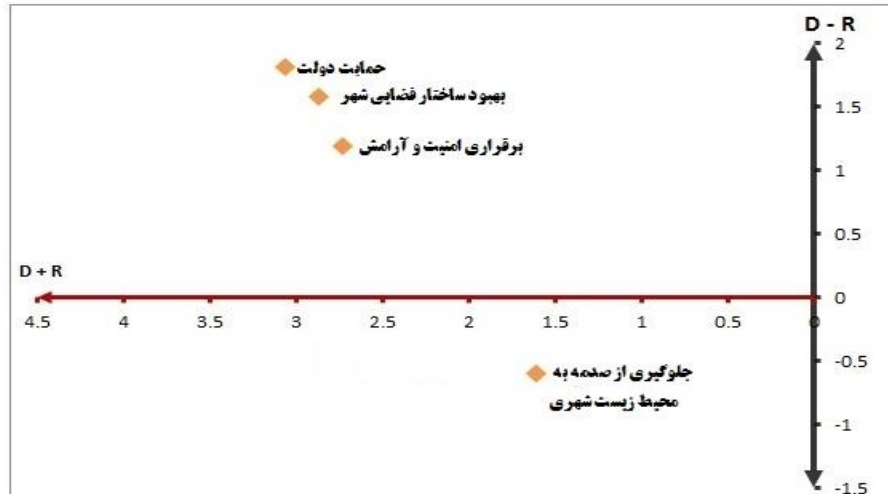 D - R
2
حمایت دولت
بهبود ساختار فضایی شهر
1.5
برقراری امنیت و آرامش
1
0.5
D + R
0
4.5 4 3.5 3 2.5 2 1.5 1 0.5 0
-0.5
جلوگیری از صدمه به
محیط زیست شهری
-1
-1.5